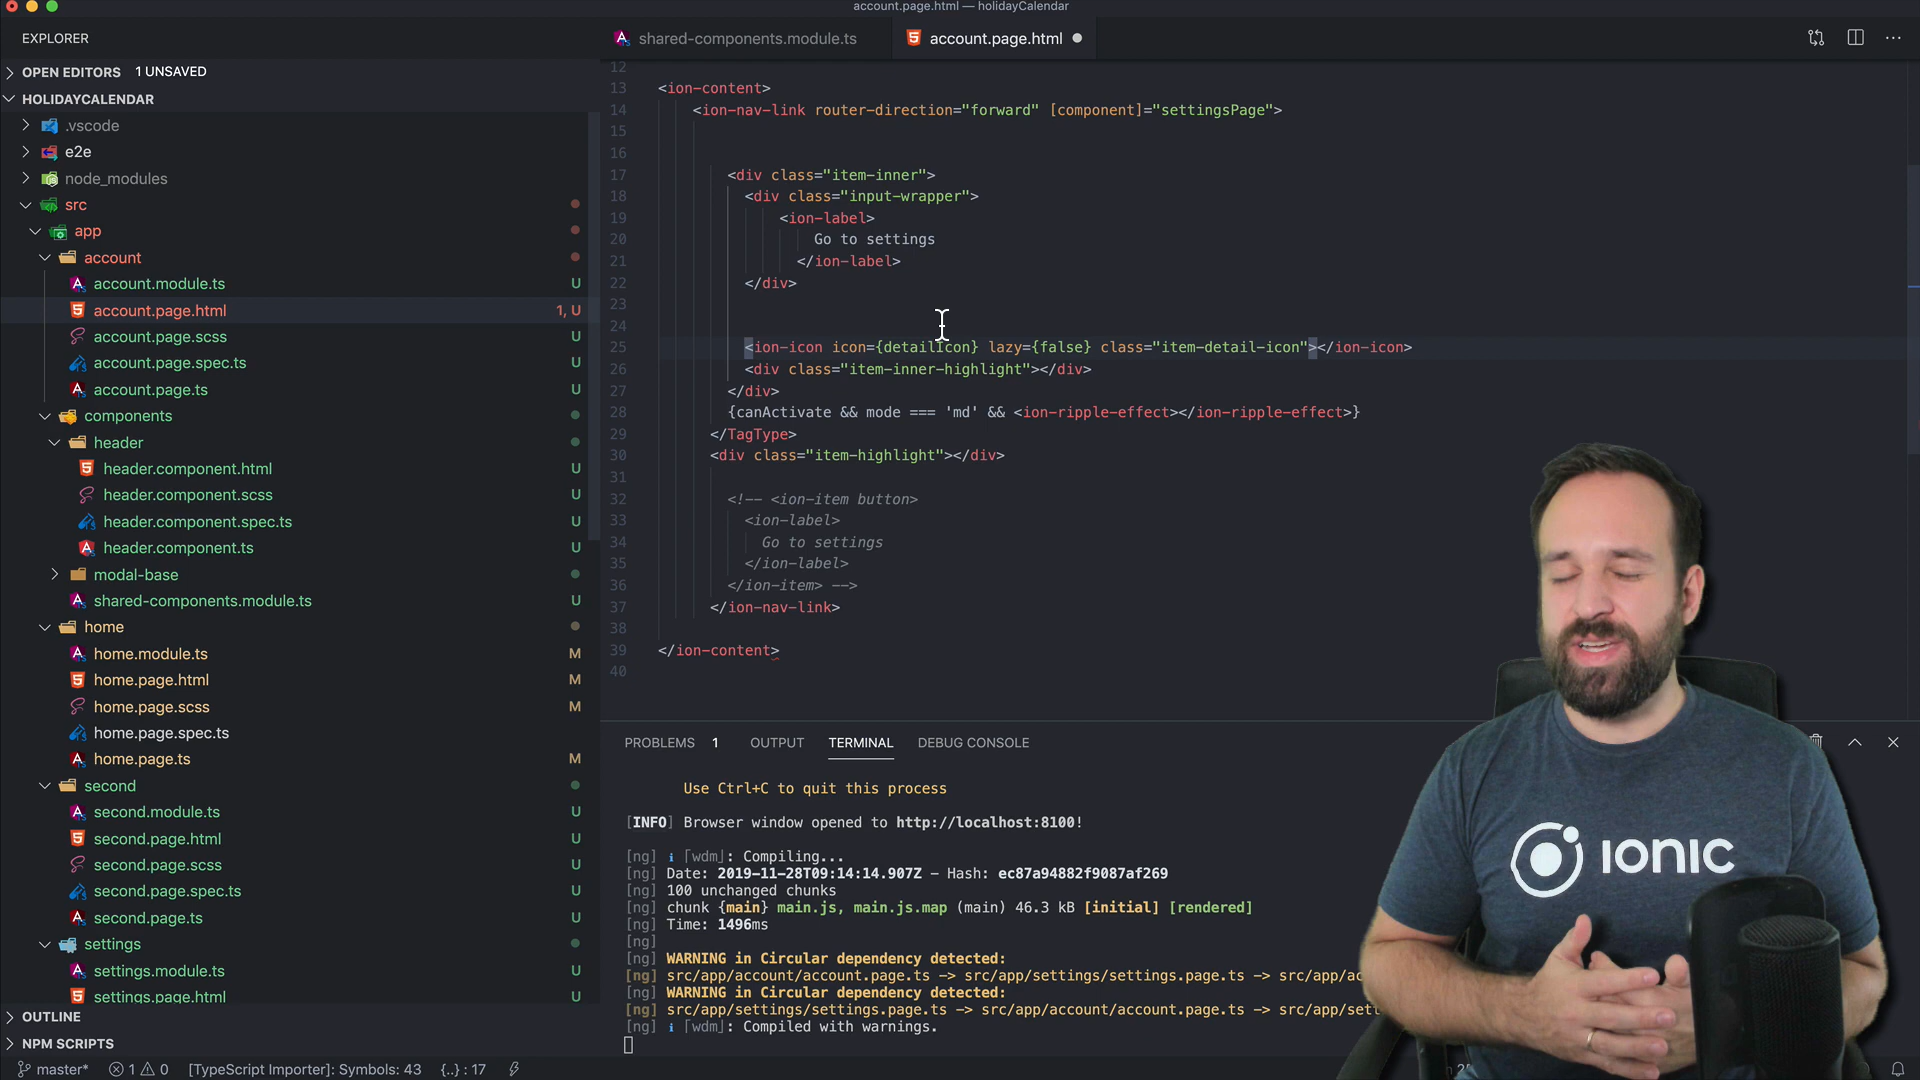 account.page.html — holidayCalendar
EXPLORER
shared-components.module.ts
account.page.html
OPEN EDITORS 1 UNSAVED
HOLIDAYCALENDAR
.vscode
e2e
node_modules
src
app
account
account.module.ts U
account.page.html 1, U
account.page.scss U
account.page.spec.ts U
account.page.ts U
components
header
header.component.html U
header.component.scss U
header.component.spec.ts U
header.component.ts U
modal-base
shared-components.module.ts U
home
home.module.ts M
home.page.html M
home.page.scss M
home.page.spec.ts
home.page.ts M
second
second.module.ts U
second.page.html U
second.page.scss U
second.page.spec.ts U
second.page.ts U
settings
settings.module.ts U
settings.page.html U
OUTLINE
NPM SCRIPTS
12
13 <ion-content>
14 <ion-nav-link router-direction="forward" [component]="settingsPage">
15
16
17 <div class="item-inner">
18 <div class="input-wrapper">
19 <ion-label>
20 Go to settings
21 </ion-label>
22 </div>
23
24
25 <ion-icon icon={detailIcon} lazy={false} class="item-detail-icon"></ion-icon>
26 <div class="item-inner-highlight"></div>
27 </div>
28 {canActivate && mode === 'md' && <ion-ripple-effect></ion-ripple-effect>}
29 </TagType>
30 <div class="item-highlight"></div>
31
32 <!-- <ion-item button>
33 <ion-label>
34 Go to settings
35 </ion-label>
36 </ion-item> -->
37 </ion-nav-link>
38
39 </ion-content>
40
PROBLEMS 1 OUTPUT TERMINAL DEBUG CONSOLE
Use Ctrl+C to quit this process
[INFO] Browser window opened to http://localhost:8100!
[ng] ℹ ｢wdm｣: Compiling...
[ng] Date: 2019-11-28T09:14:14.907Z - Hash: ec87a94882f9087af269
[ng] 100 unchanged chunks
[ng] chunk {main} main.js, main.js.map (main) 46.3 kB [initial] [rendered]
[ng] Time: 1496ms
[ng]
[ng] WARNING in Circular dependency detected:
[ng] src/app/account/account.page.ts -> src/app/settings/settings.page.ts -> src/app/ac
[ng] WARNING in Circular dependency detected:
[ng] src/app/settings/settings.page.ts -> src/app/account/account.page.ts -> src/app/set
[ng] ℹ ｢wdm｣: Compiled with warnings.
IONIC
master* 1 0 [TypeScript Importer]: Symbols: 43 {..} : 17